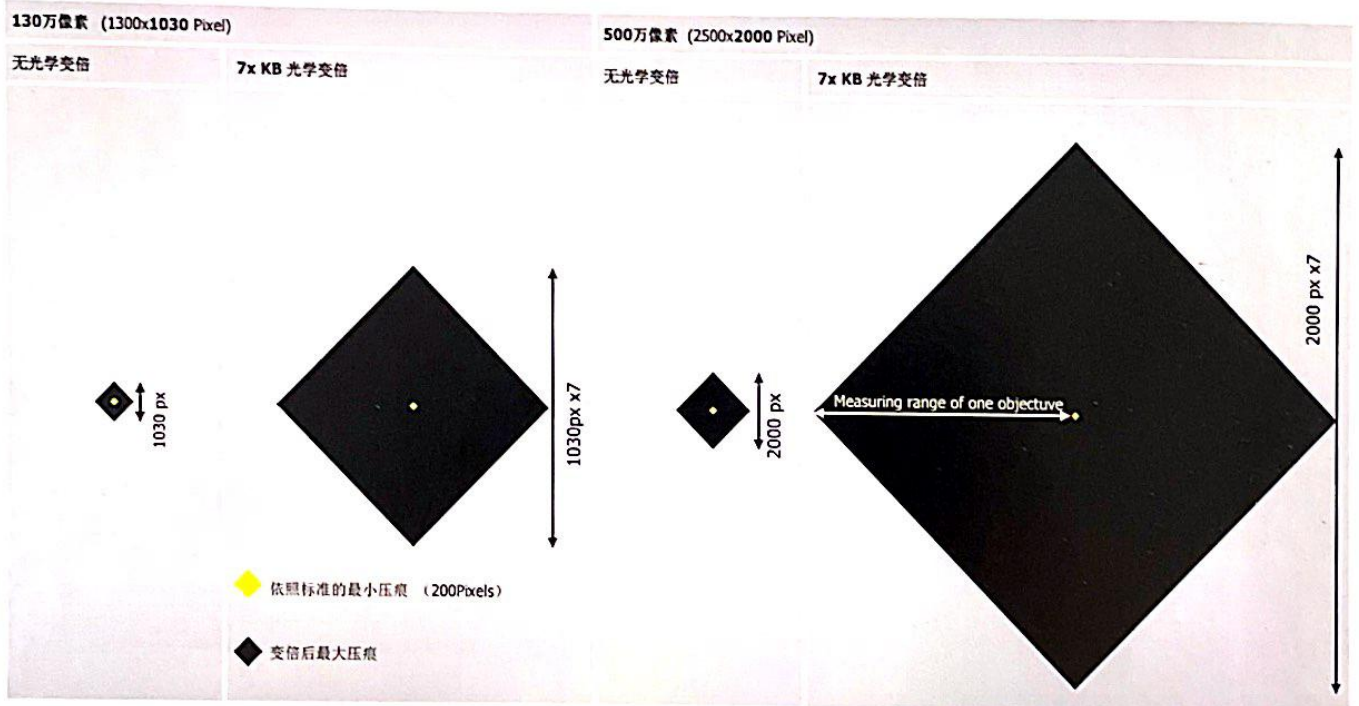 130万像素 (1300x1030 Pixel)
无光学变倍
7x KB 光学变倍
1030 px
1030px x7
依照标准的最小压痕 （200Pixels）
变倍后最大压痕
500万像素 (2500x2000 Pixel)
无光学变倍
7x KB 光学变倍
2000 px
Measuring range of one objectuve
2000 px x7